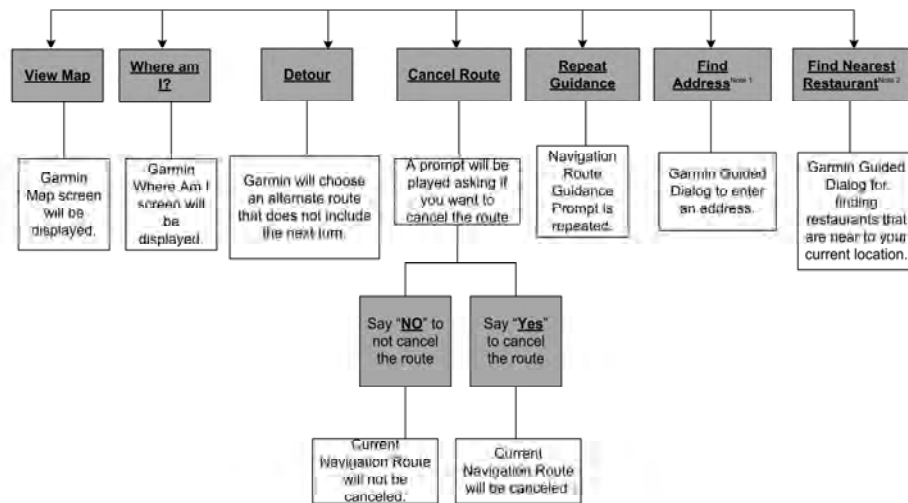 View Map
Where am
I?
Detour
Cancel Route
Repeat
Guidance
Find
Address Note 1
Find Nearest
Restaurant Note 2
Garmin
Map screen
will be
displayed.
Garmin
Where Am I
screen will
be
displayed.
Garmin will choose
an alternate route
that does not include
the next turn.
A prompt will be
played asking if
you want to
cancel the route
Navigation
Route
Guidance
Prompt is
repeated.
Garmin Guided
Dialog to enter
an address.
Garmin Guided
Dialog for
finding
restaurants that
are near to your
current location.
Say "NO" to
not cancel
the route
Say "Yes"
to cancel
the route
Current
Navigation Route
will not be
canceled.
Current
Navigation Route
will be canceled